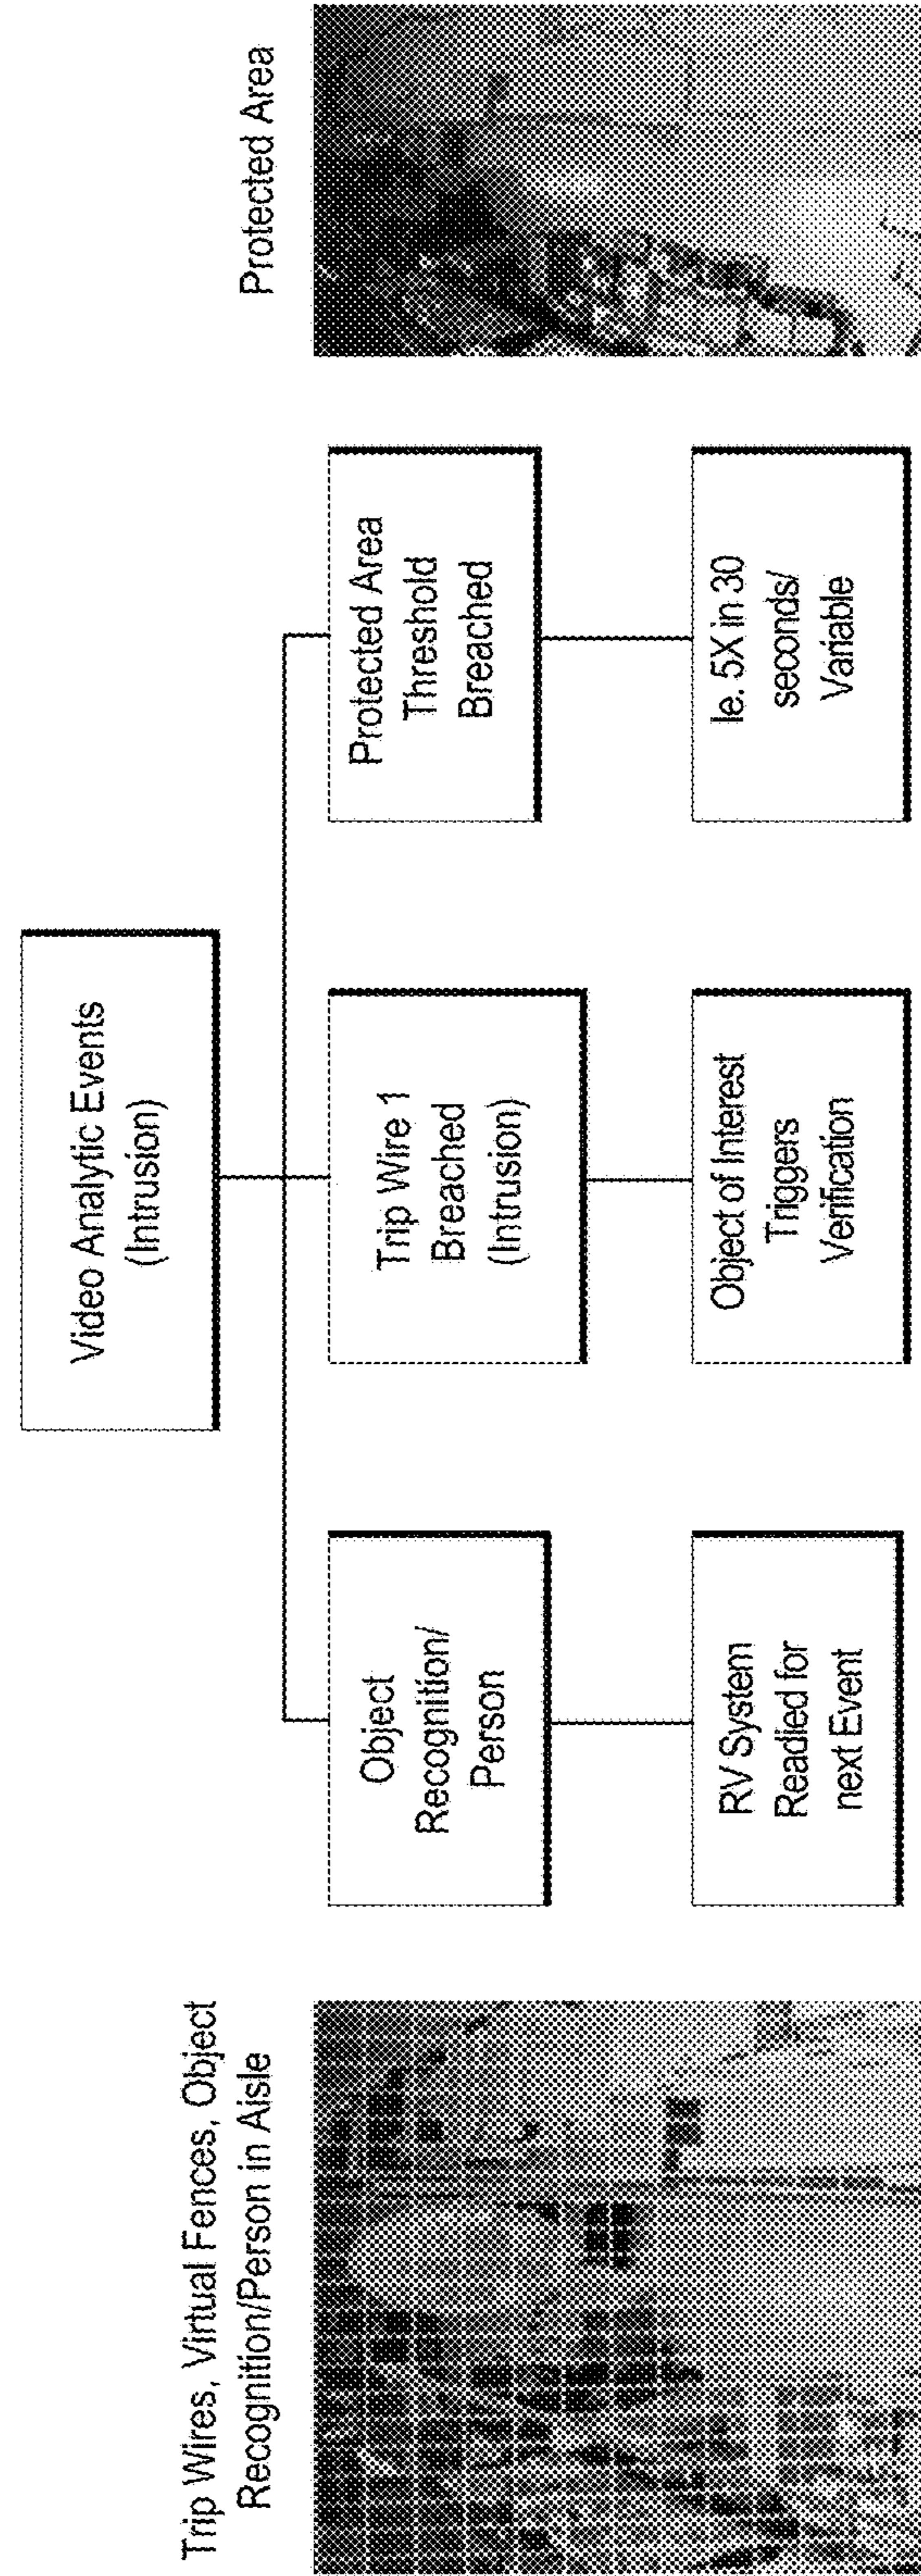 Trip Wires, Virtual Fences, Object
Recognition/Person in Aisle
Video Analytic Events
(Intrusion)
Protected Area
Object
Recognition/
Person
Trip Wire 1
Breached
(Intrusion)
Protected Area
Threshold
Breached
RV System
Readied for
next Event
Object of Interest
Triggers
Verification
Ie. 5X in 30
seconds/
Variable